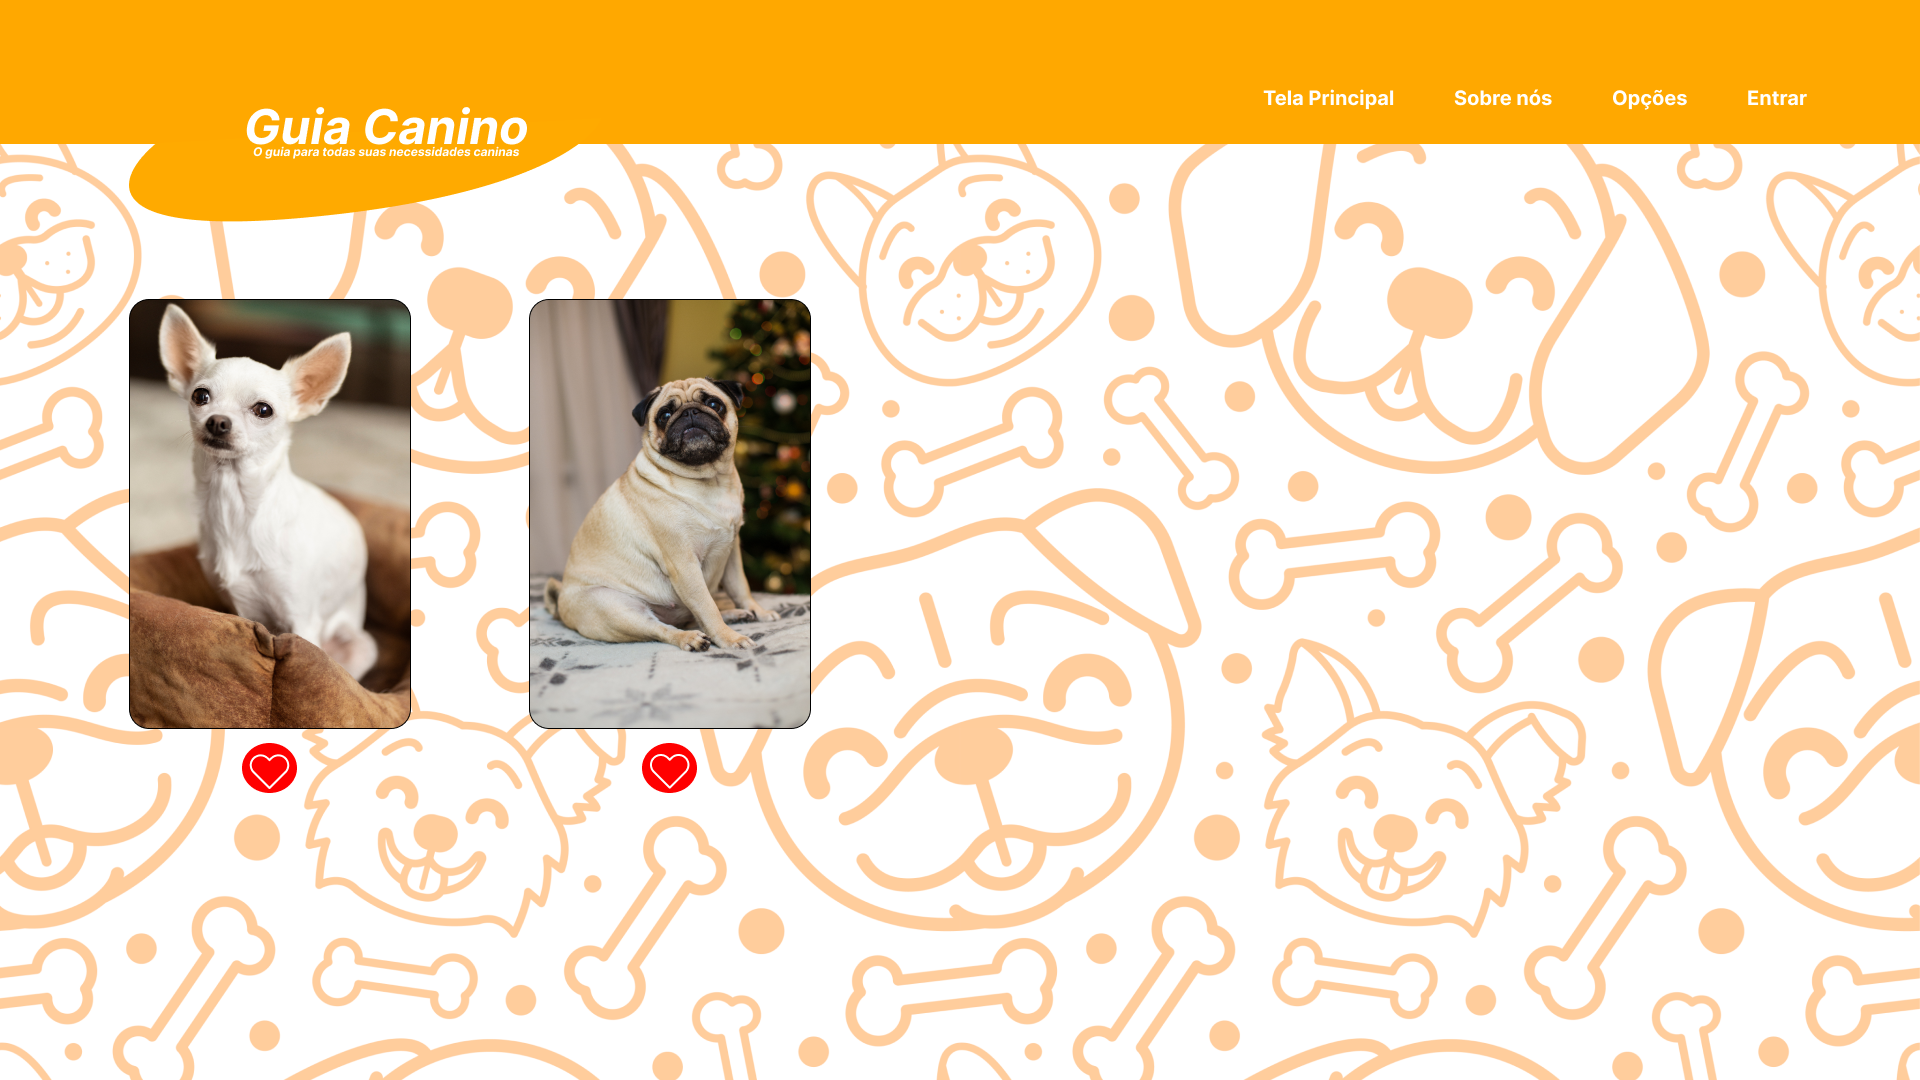 Tela Principal
Sobre nós
Opções
Entrar
Guia Canino
O guia para todas suas necessidades caninas